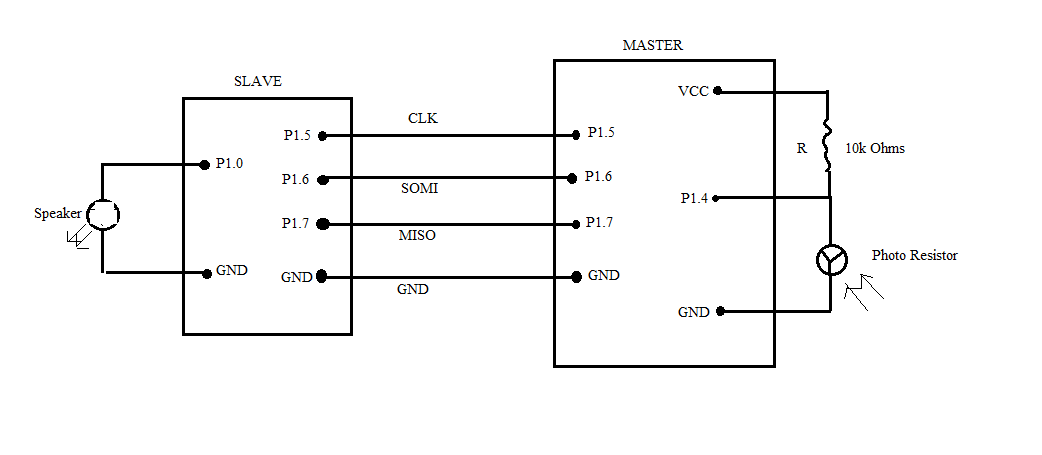 MASTER
SLAVE
VCC
CLK
P1.5
P1.5
R
10k Ohms
P1.0
P1.6
P1.6
SOMI
P1.4
Speaker
P1.7
P1.7
MISO
Photo Resistor
GND
GND
GND
GND
GND